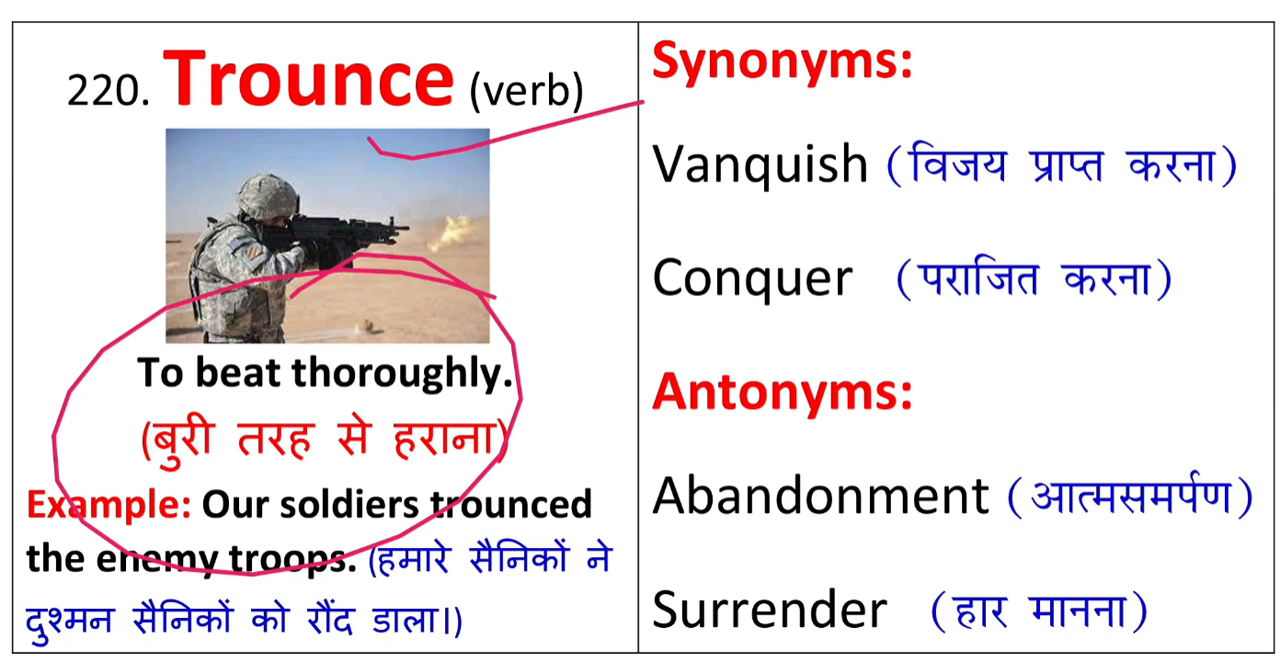 220. Trounce (verb)
To beat thoroughly.
(बुरी तरह से हराना)
Example: Our soldiers trounced
the enemy troops. (हमारे सैनिकों ने
दुश्मन सैनिकों को रौंद डाला।)
Synonyms:
Vanquish (विजय प्राप्त करना)
Conquer (पराजित करना)
Antonyms:
Abandonment (आत्मसमर्पण)
Surrender (हार मानना)